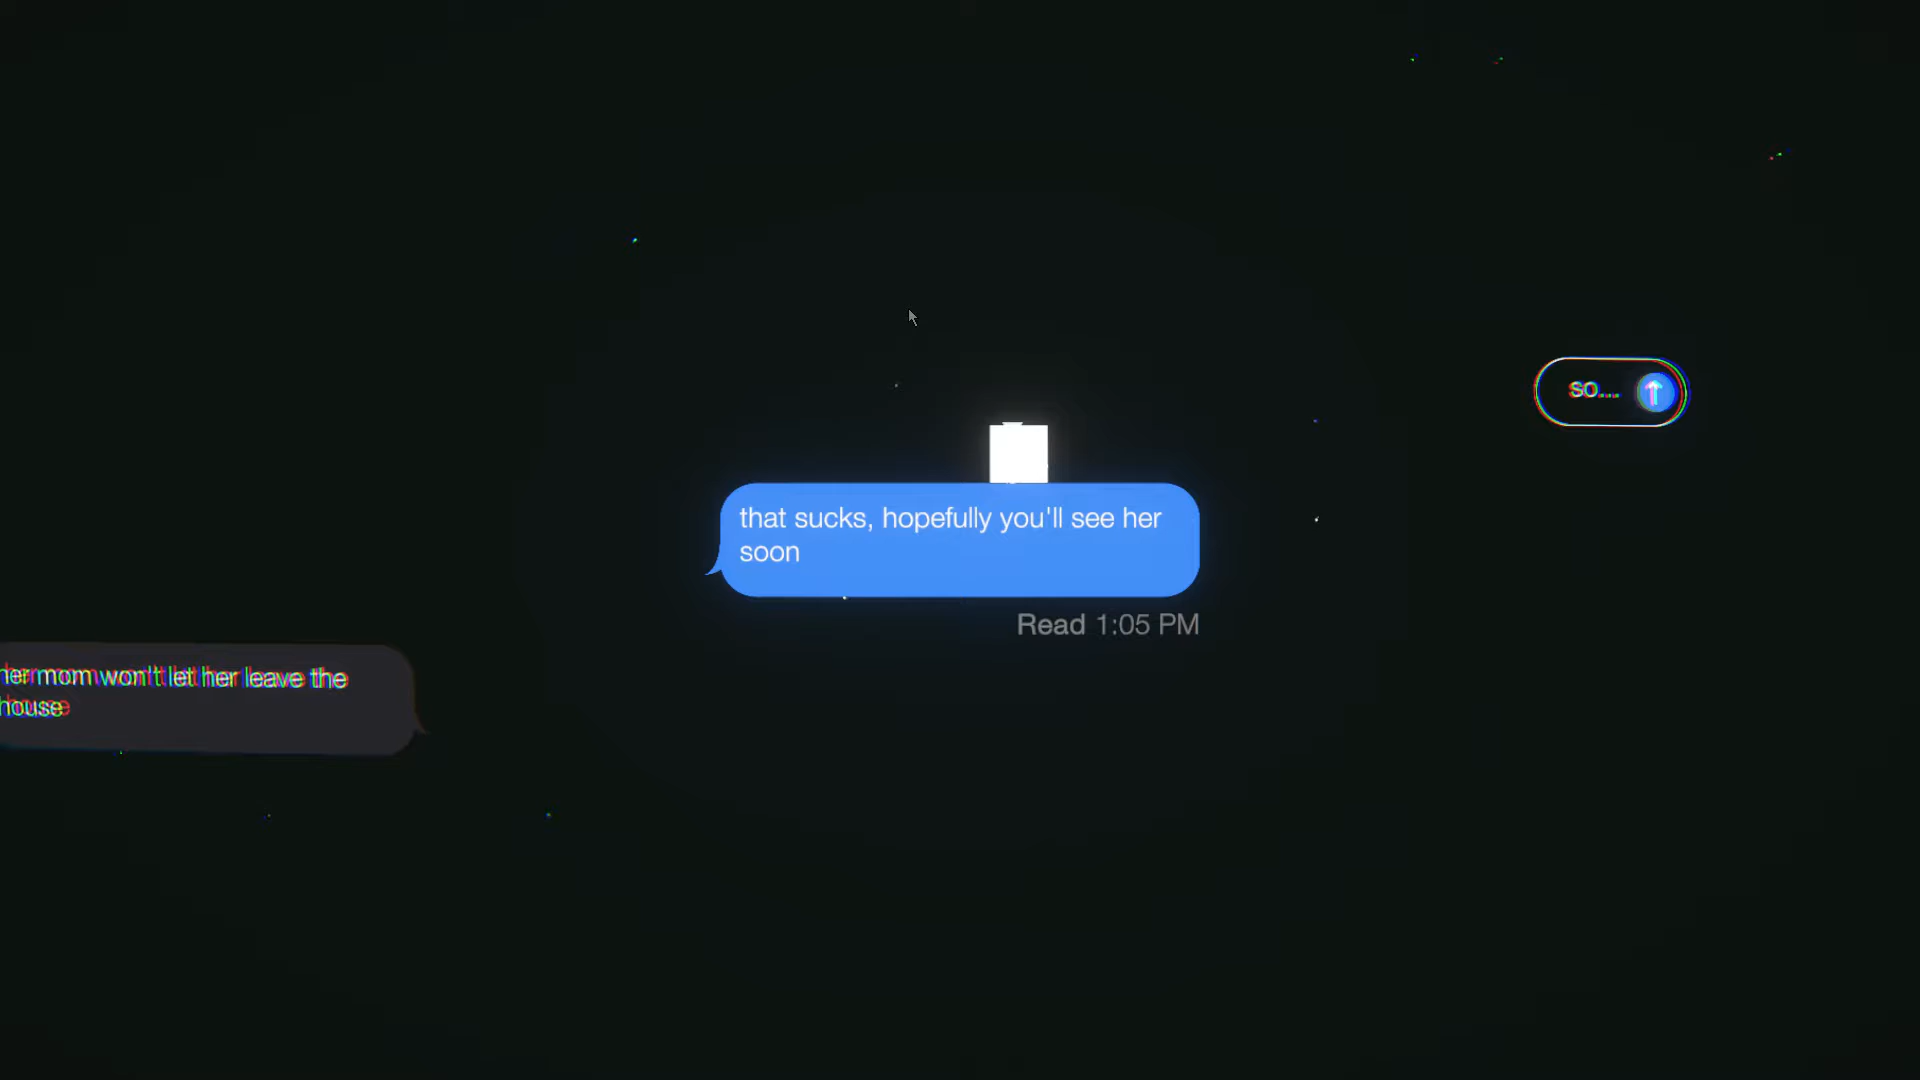 so....
that sucks, hopefully you'll see her
soon
Read 1:05 PM
her mom won't let her leave the
house